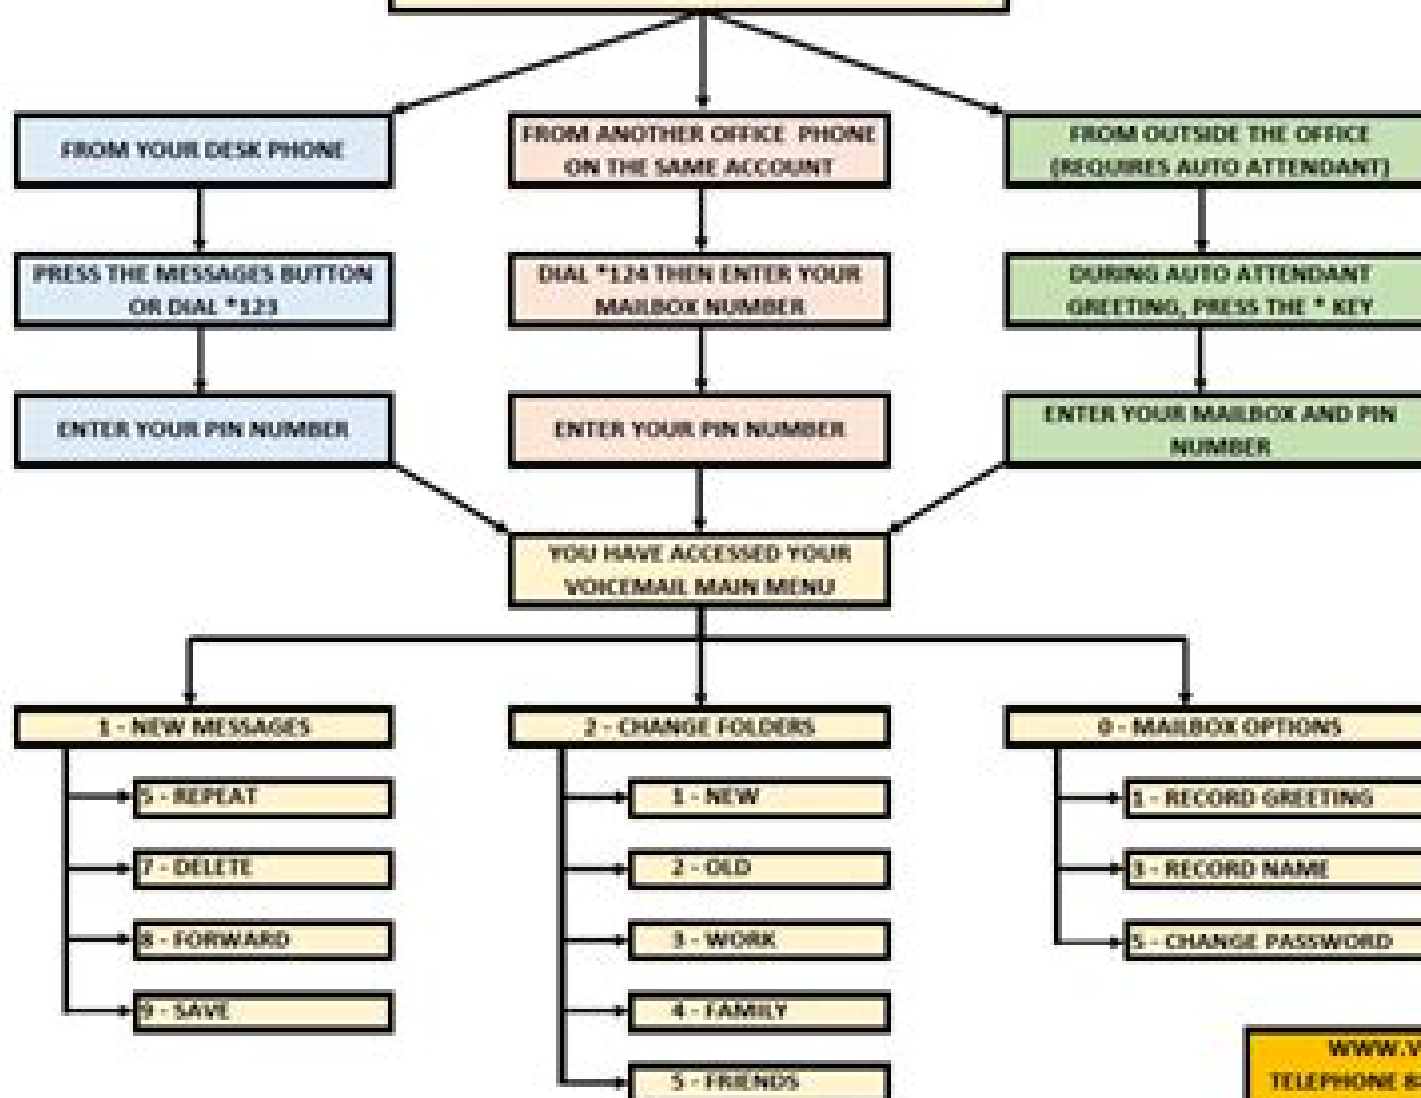 FROM YOUR DESK PHONE
FROM ANOTHER OFFICE PHONE
ON THE SAME ACCOUNT
FROM OUTSIDE THE OFFICE
(REQUIRES AUTO ATTENDANT)
PRESS THE MESSAGES BUTTON
OR DIAL *123
DIAL *124 THEN ENTER YOUR
MAILBOX NUMBER
DURING AUTO ATTENDANT
GREETING, PRESS THE * KEY
ENTER YOUR PIN NUMBER
ENTER YOUR PIN NUMBER
ENTER YOUR MAILBOX AND PIN
NUMBER
YOU HAVE ACCESSED YOUR
VOICEMAIL MAIN MENU
1 - NEW MESSAGES
5 - REPEAT
7 - DELETE
8 - FORWARD
9 - SAVE
2 - CHANGE FOLDERS
1 - NEW
2 - OLD
3 - WORK
4 - FAMILY
5 - FRIENDS
0 - MAILBOX OPTIONS
1 - RECORD GREETING
3 - RECORD NAME
5 - CHANGE PASSWORD
WWW.V
TELEPHONE 8